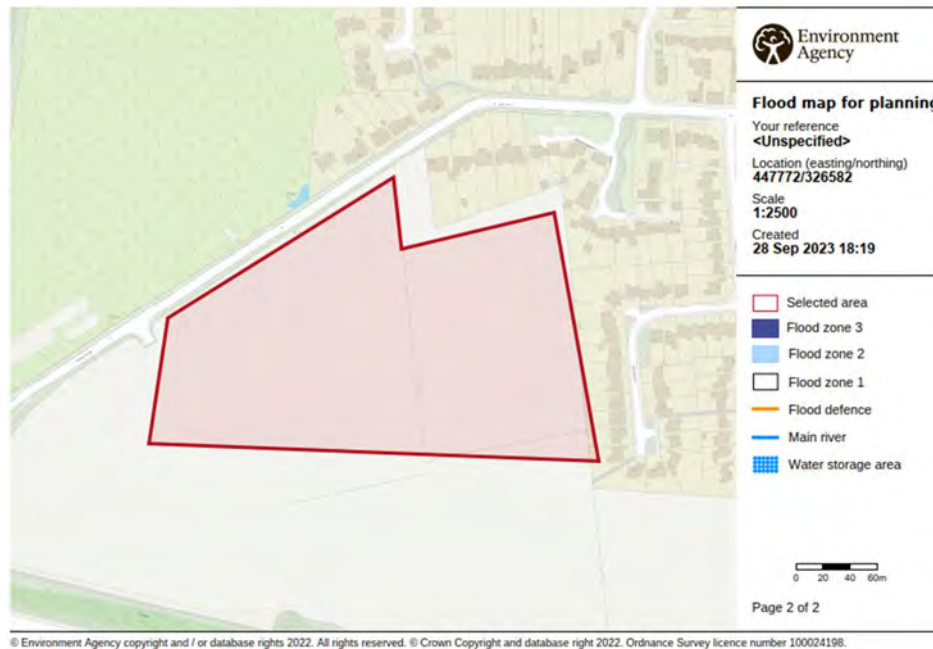 Environment
Agency
Flood map for planning
Your reference
<Unspecified>
Location (easting/northing)
447772/326582
Scale
1:2500
Created
28 Sep 2023 18:19
Selected area
Flood zone 3
Flood zone 2
Flood zone 1
Flood defence
Main river
Water storage area
0 20 40 60m
Page 2 of 2
© Environment Agency copyright and / or database rights 2022. All rights reserved. © Crown Copyright and database right 2022. Ordnance Survey licence number 100024198.